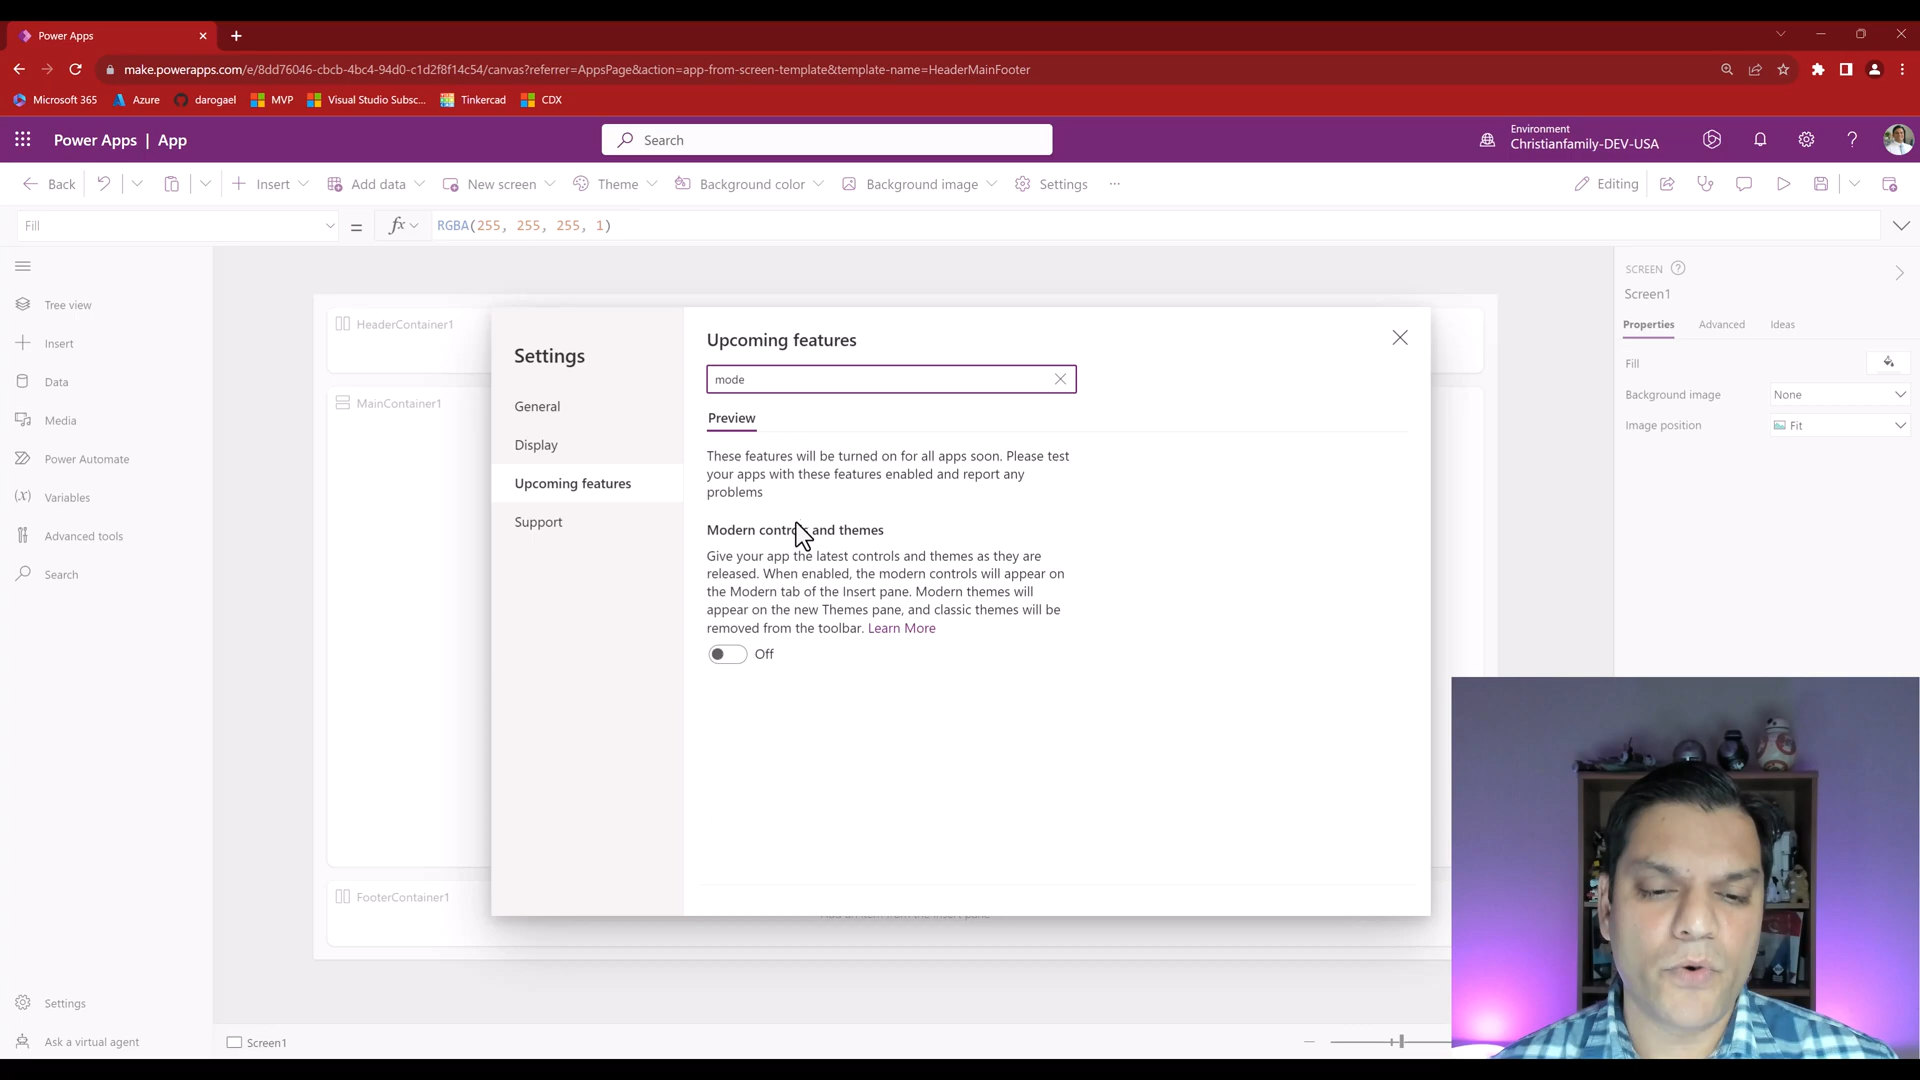 Power Apps
make.powerapps.com/e/8dd76046-cbcb-4bc4-94d0-c1d2f8f14c54/canvas?referrer=AppsPage&action=app-from-screen-template&template-name=HeaderMainFooter
Microsoft 365 Azure darogael MVP Visual Studio Subsc... Tinkercad CDX
Power Apps | App
Search
Environment
Christianfamily-DEV-USA
Back Insert Add data New screen Theme Background color Background image Settings ... Editing
Fill = fx RGBA(255, 255, 255, 1)
Tree view
Insert
Data
Media
Power Automate
Variables
Advanced tools
Search
Settings
Ask a virtual agent
HeaderContainer1
MainContainer1
FooterContainer1
Settings
General
Display
Upcoming features
Support
Upcoming features
mode
Preview
These features will be turned on for all apps soon. Please test
your apps with these features enabled and report any
problems
Modern controls and themes
Give your app the latest controls and themes as they are
released. When enabled, the modern controls will appear on
the Modern tab of the Insert pane. Modern themes will
appear on the new Themes pane, and classic themes will be
removed from the toolbar. Learn More
Off
SCREEN
Screen1
Properties Advanced Ideas
Fill
Background image None
Image position Fit
Screen1